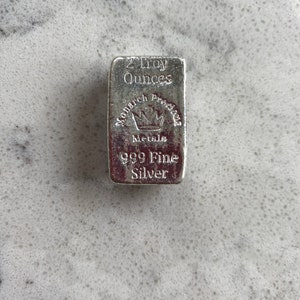 2 Troy
Ounces
Monarch Precious
Metals
999 Fine
Silver